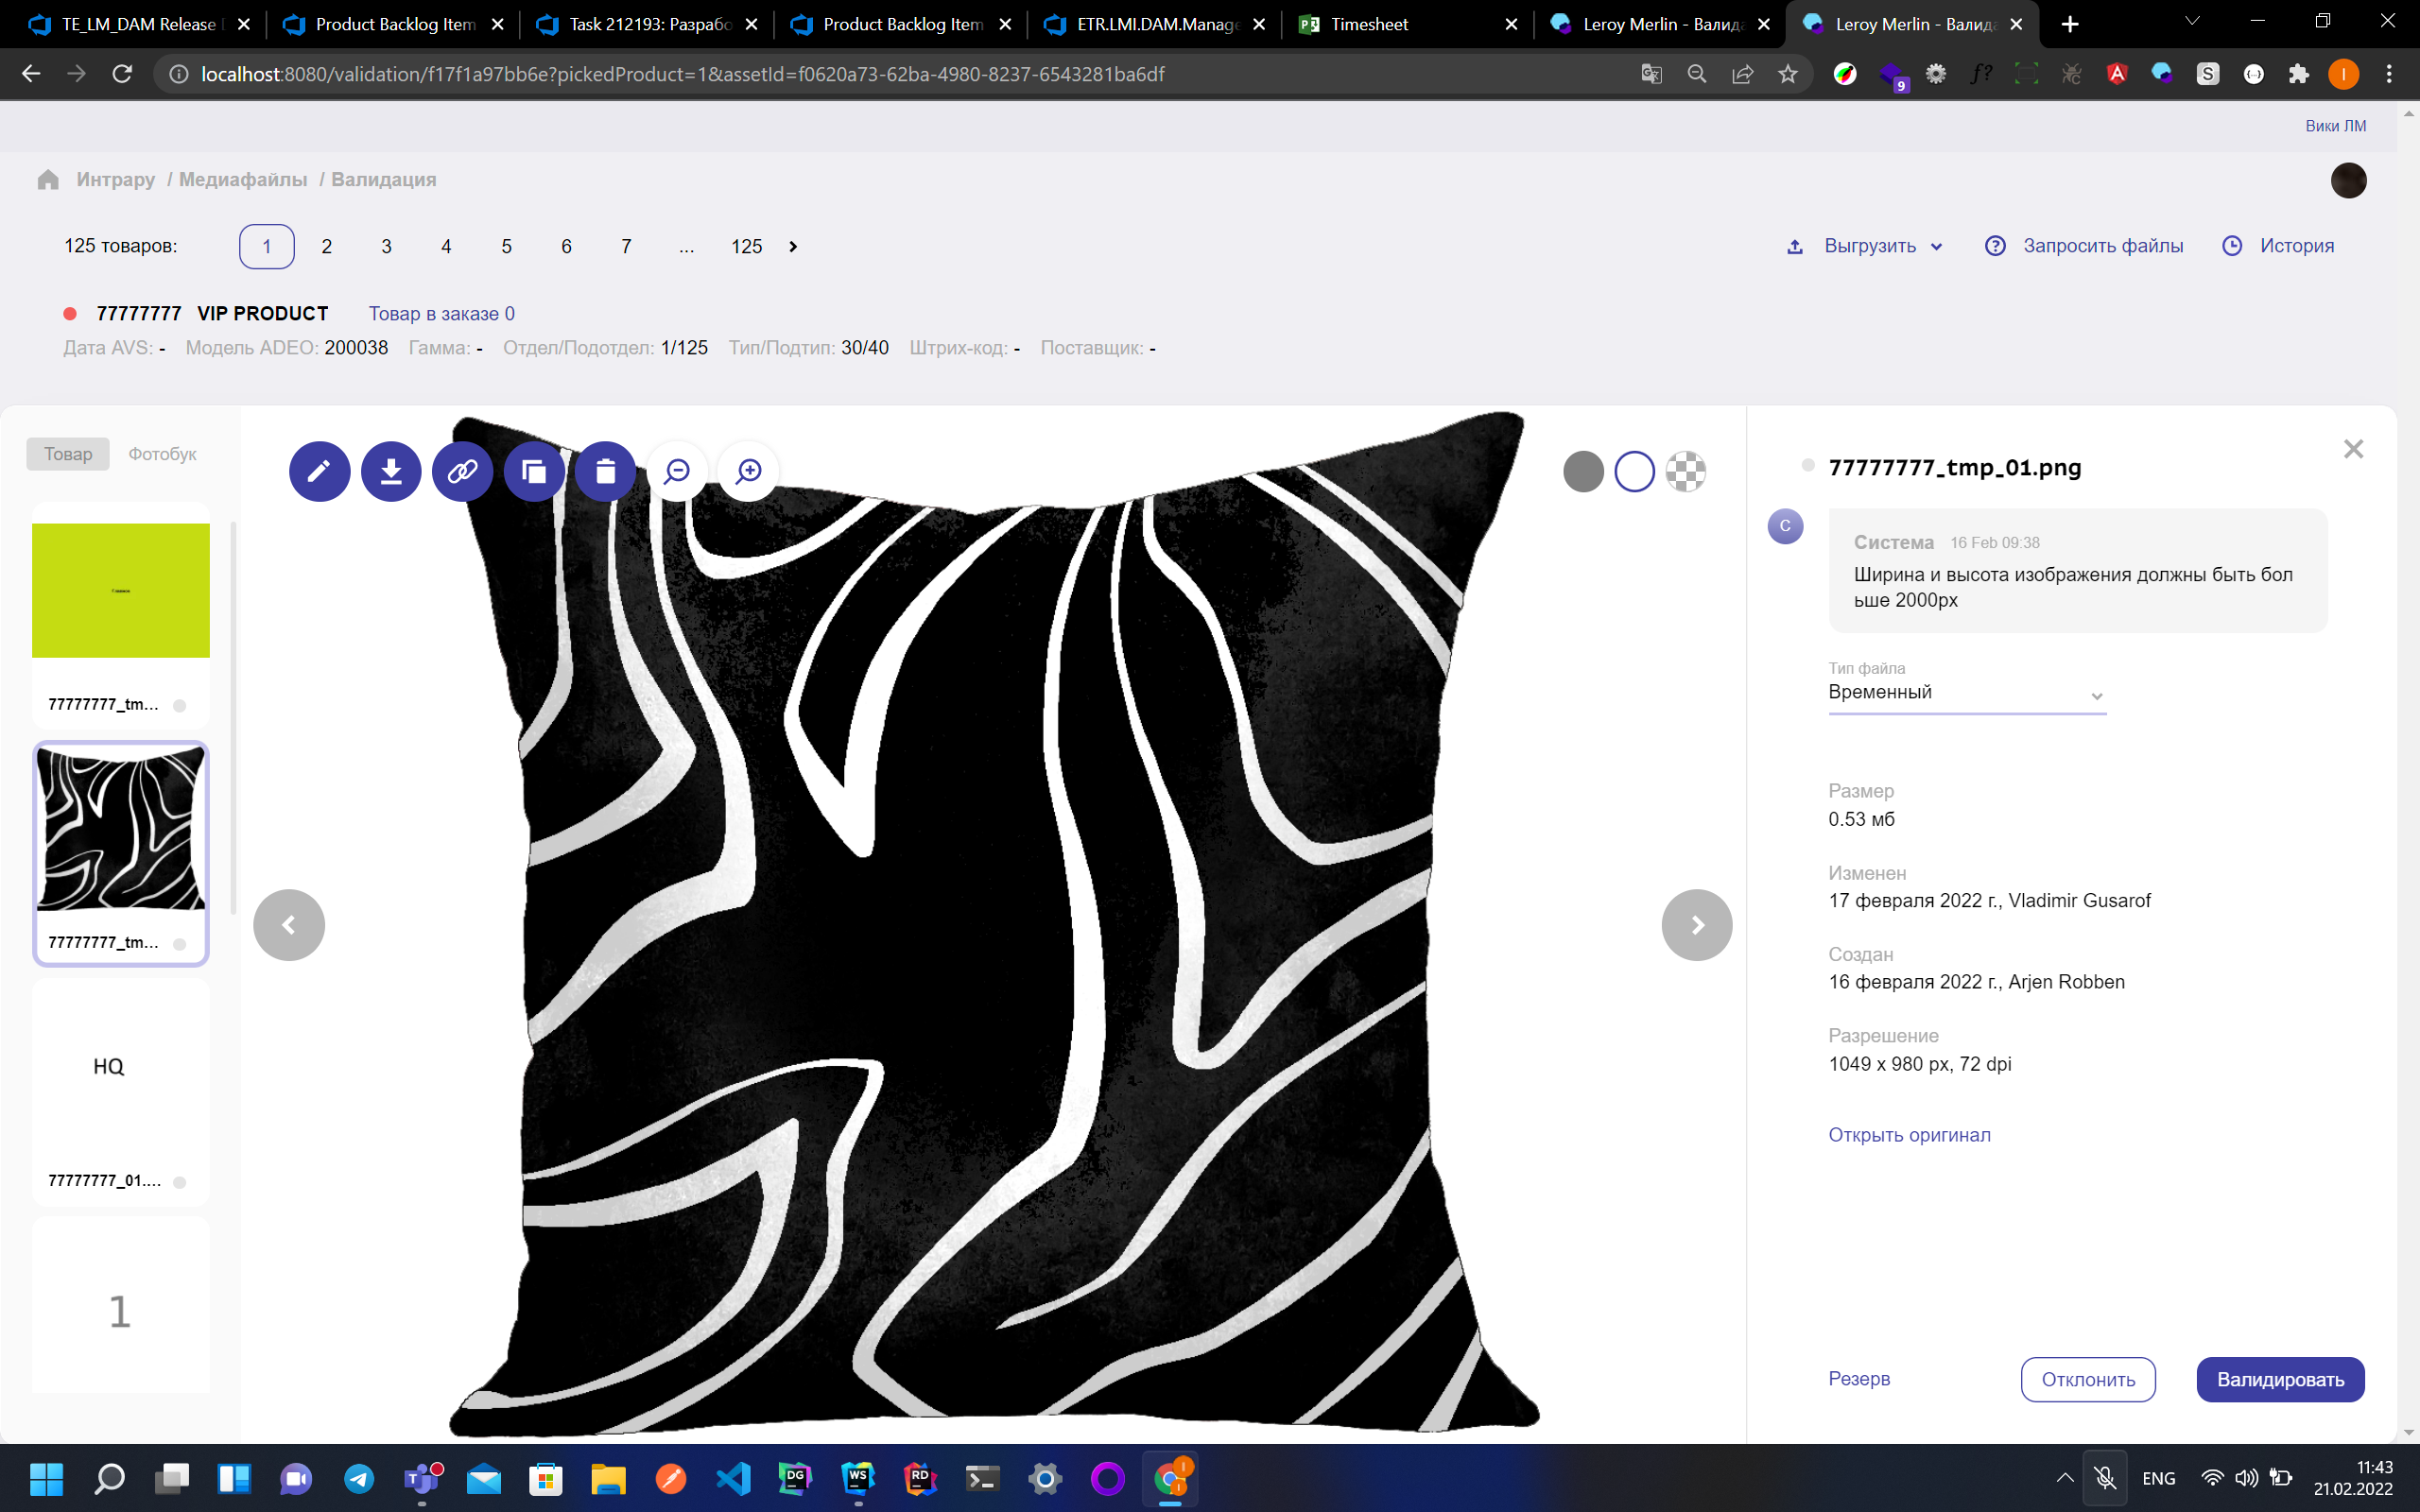 TE_LM_DAM Release
Product Backlog Item
Task 212193: Разрабо
Product Backlog Item
ETR.LMI.DAM.Manage
Timesheet
Leroy Merlin - Валида
Leroy Merlin - Валида
localhost:8080/validation/f17f1a97bb6e?pickedProduct=1&assetId=f0620a73-62ba-4980-8237-6543281ba6df
9
Вики ЛМ
Интрару / Медиафайлы / Валидация
125 товаров: 1 2 3 4 5 6 7 ... 125
Выгрузить
Запросить файлы
История
77777777 VIP PRODUCT Товар в заказе 0
Дата AVS: - Модель ADEO: 200038 Гамма: - Отдел/Подотдел: 1/125 Тип/Подтип: 30/40 Штрих-код: - Поставщик: -
Товар Фотобук
77777777_tm...
77777777_tm...
HQ
77777777_01....
1
77777777_tmp_01.png
С
Система 16 Feb 09:38
Ширина и высота изображения должны быть бол
ьше 2000px
Тип файла
Временный
Размер
0.53 мб
Изменен
17 февраля 2022 г., Vladimir Gusarof
Создан
16 февраля 2022 г., Arjen Robben
Разрешение
1049 x 980 px, 72 dpi
Открыть оригинал
Резерв
Отклонить
Валидировать
ENG
11:43
21.02.2022